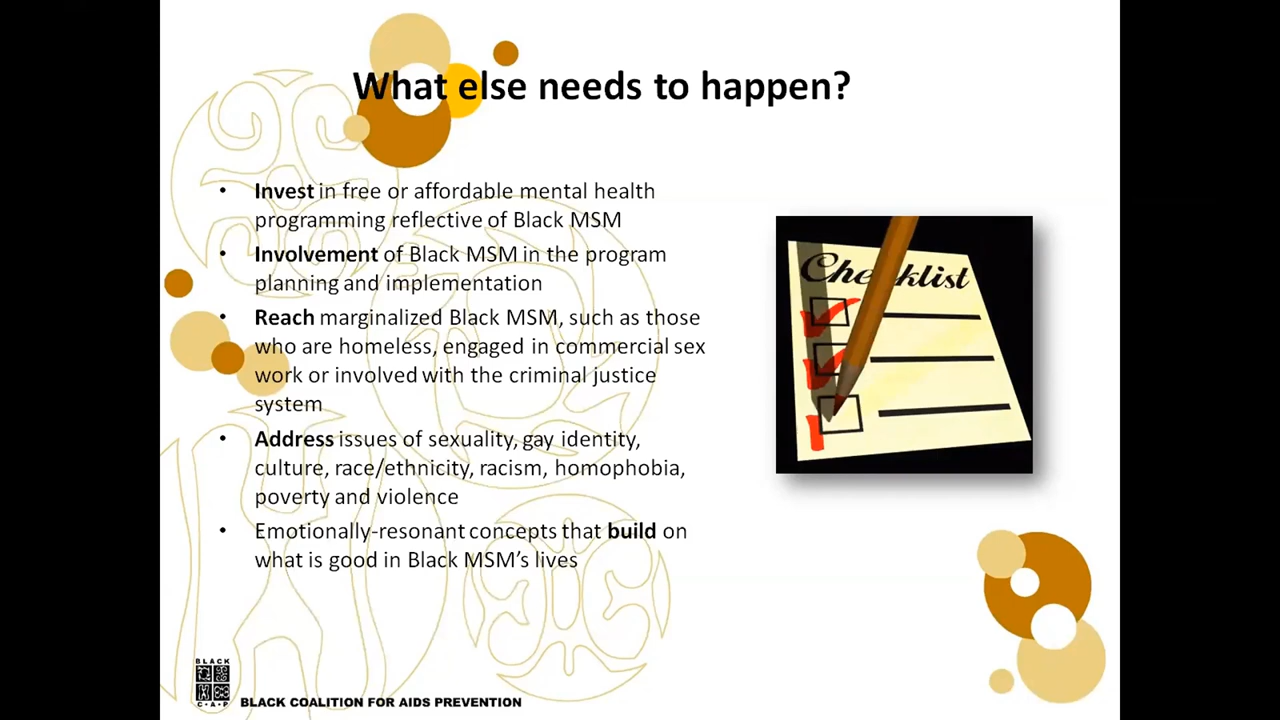 What else needs to happen?
• Invest in free or affordable mental health
programming reflective of Black MSM
• Involvement of Black MSM in the program
planning and implementation
• Reach marginalized Black MSM, such as those
who are homeless, engaged in commercial sex
work or involved with the criminal justice
system
• Address issues of sexuality, gay identity,
culture, race/ethnicity, racism, homophobia,
poverty and violence
• Emotionally-resonant concepts that build on
what is good in Black MSM's lives
Checklist
BLACK
C•A•P
BLACK COALITION FOR AIDS PREVENTION